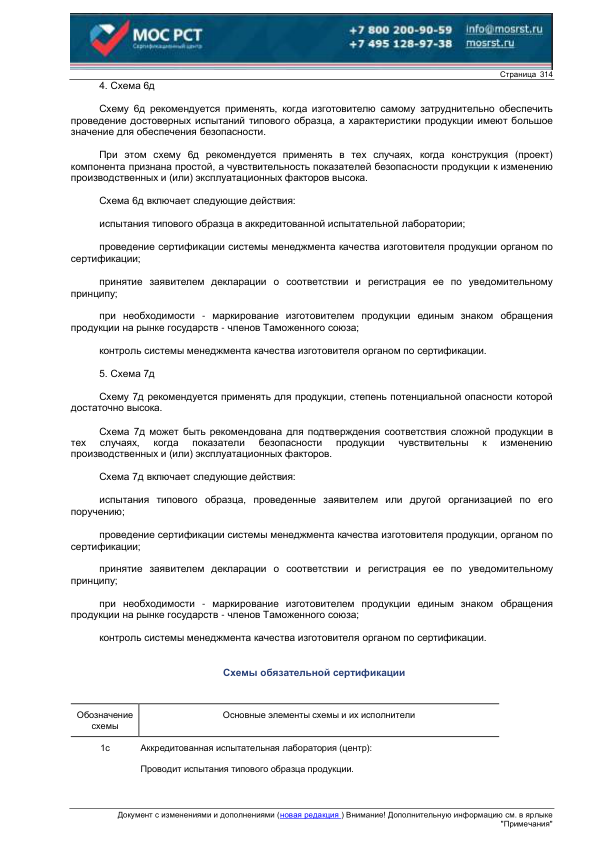 МОС РСТ
Сертификационный центр
+7 800 200-90-59
info@mosrst.ru
+7 495 128-97-38
mosrst.ru
Страница 314
4. Схема 6д
Схему 6д рекомендуется применять, когда изготовителю самому затруднительно обеспечить
проведение достоверных испытаний типового образца, а характеристики продукции имеют большое
значение для обеспечения безопасности.
При этом схему 6д рекомендуется применять в тех случаях, когда конструкция (проект)
компонента признана простой, а чувствительность показателей безопасности продукции к изменению
производственных и (или) эксплуатационных факторов высока.
Схема 6д включает следующие действия:
испытания типового образца в аккредитованной испытательной лаборатории;
проведение сертификации системы менеджмента качества изготовителя продукции органом по
сертификации;
принятие заявителем декларации о соответствии и регистрация ее по уведомительному
принципу;
при необходимости - маркирование изготовителем продукции единым знаком обращения
продукции на рынке государств - членов Таможенного союза;
контроль системы менеджмента качества изготовителя органом по сертификации.
5. Схема 7д
Схему 7д рекомендуется применять для продукции, степень потенциальной опасности которой
достаточно высока.
Схема 7д может быть рекомендована для подтверждения соответствия сложной продукции в
тех случаях, когда показатели безопасности продукции чувствительны к изменению
производственных и (или) эксплуатационных факторов.
Схема 7д включает следующие действия:
испытания типового образца, проведенные заявителем или другой организацией по его
поручению;
проведение сертификации системы менеджмента качества изготовителя продукции, органом по
сертификации;
принятие заявителем декларации о соответствии и регистрация ее по уведомительному
принципу;
при необходимости - маркирование изготовителем продукции единым знаком обращения
продукции на рынке государств - членов Таможенного союза;
контроль системы менеджмента качества изготовителя органом по сертификации.
Схемы обязательной сертификации
Обозначение
схемы
Основные элементы схемы и их исполнители
1с
Аккредитованная испытательная лаборатория (центр):
Проводит испытания типового образца продукции.
Документ с изменениями и дополнениями (новая редакция ) Внимание! Дополнительную информацию см. в ярлыке
"Примечания"